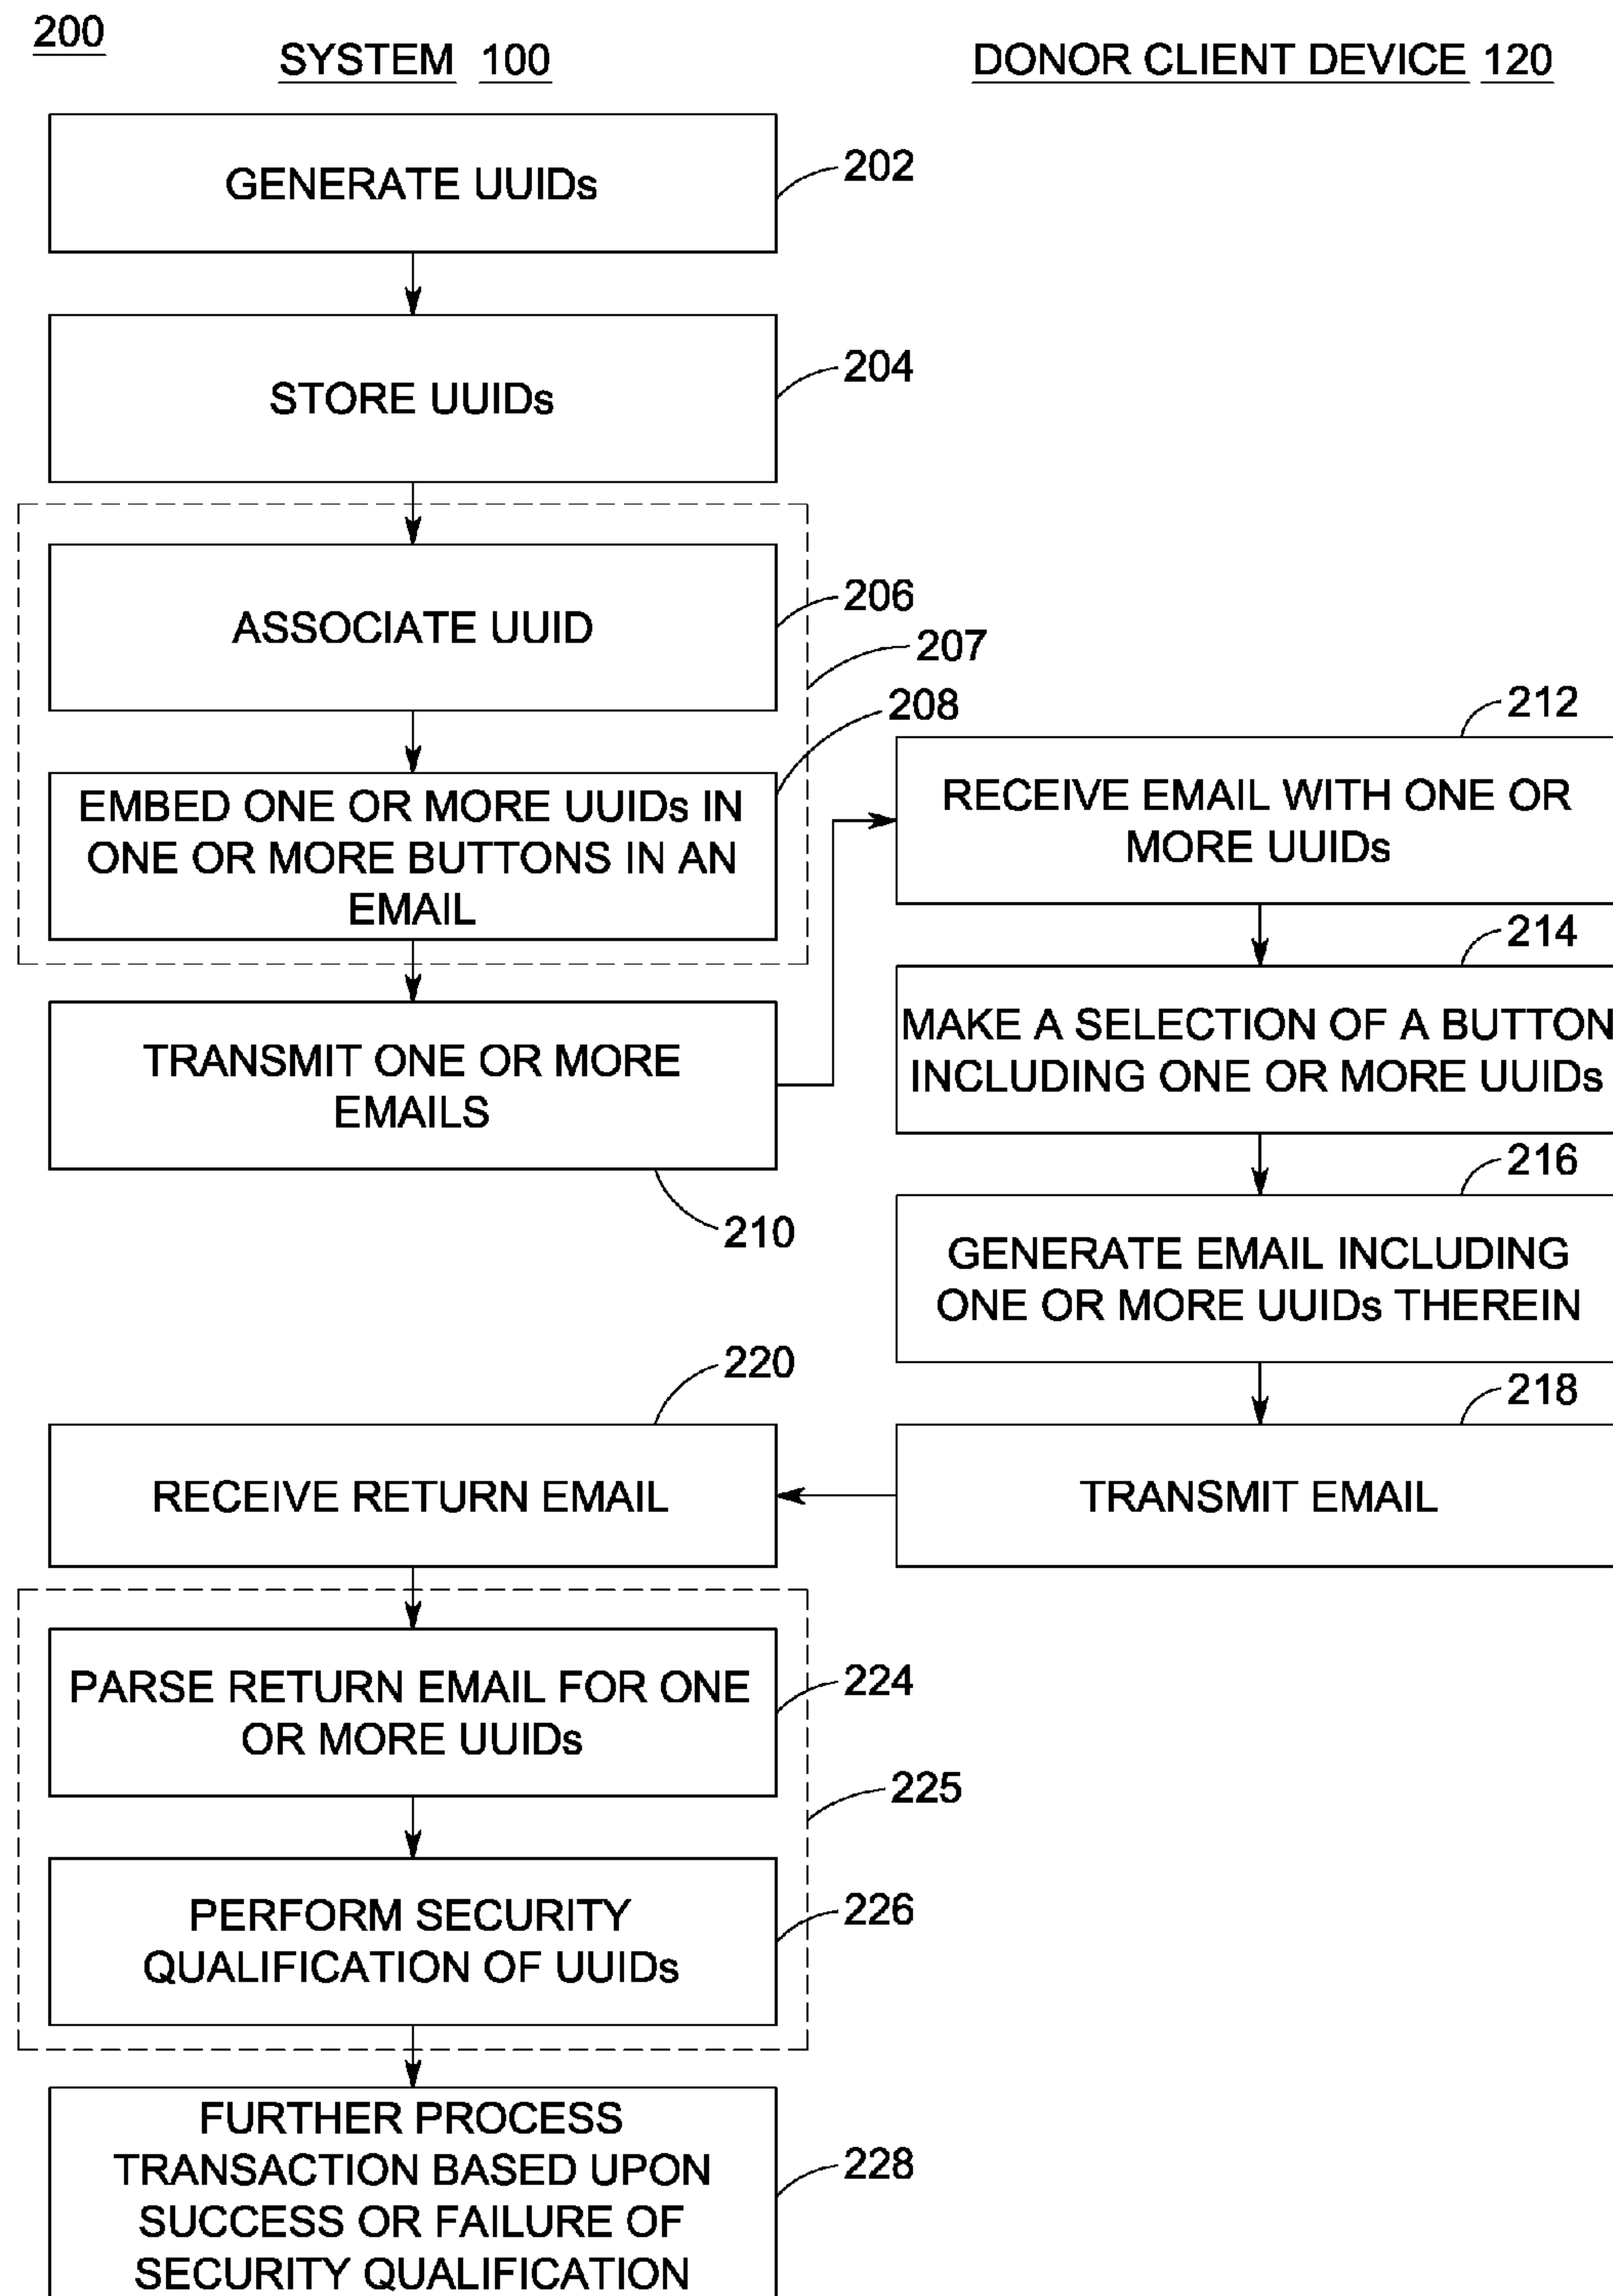 200
SYSTEM 100
DONOR CLIENT DEVICE 120
GENERATE UUIDs
202
STORE UUIDs
204
ASSOCIATE UUID
206
207
208
EMBED ONE OR MORE UUIDs IN
ONE OR MORE BUTTONS IN AN
EMAIL
TRANSMIT ONE OR MORE
EMAILS
210
212
RECEIVE EMAIL WITH ONE OR
MORE UUIDs
214
MAKE A SELECTION OF A BUTTON
INCLUDING ONE OR MORE UUIDs
216
GENERATE EMAIL INCLUDING
ONE OR MORE UUIDs THEREIN
218
TRANSMIT EMAIL
220
RECEIVE RETURN EMAIL
PARSE RETURN EMAIL FOR ONE
OR MORE UUIDs
224
225
PERFORM SECURITY
QUALIFICATION OF UUIDs
226
FURTHER PROCESS
TRANSACTION BASED UPON
SUCCESS OR FAILURE OF
SECURITY QUALIFICATION
228